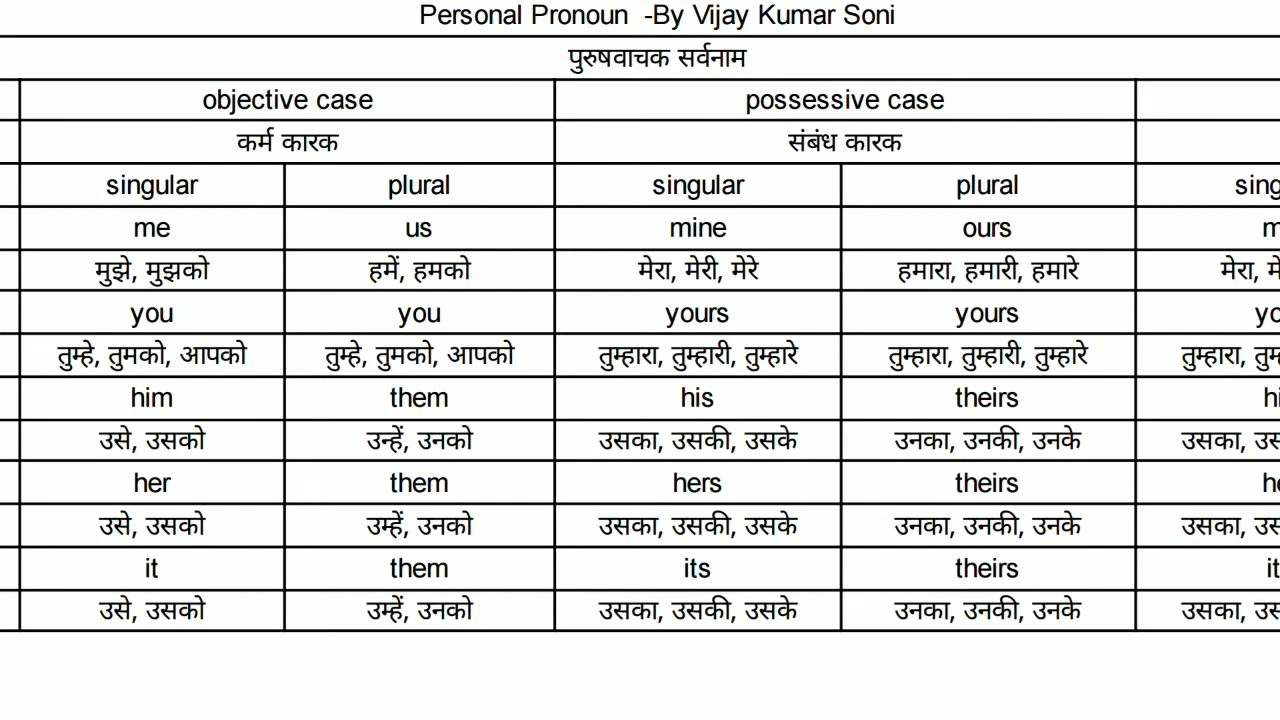 Personal Pronoun -By Vijay Kumar Soni
पुरुषवाचक सर्वनाम
objective case possessive case
कर्म कारक संबंध कारक
singular plural singular plural
me us mine ours
मुझे, मुझको हमें, हमको मेरा, मेरी, मेरे हमारा, हमारी, हमारे मेरा,
you you yours yours
तुम्हे, तुमको, आपको तुम्हे, तुमको, आपको तुम्हारा, तुम्हारी, तुम्हारे तुम्हारा, तुम्हारी, तुम्हारे तुम्हारा,
him them his theirs
उसे, उसको उन्हें, उनको उसका, उसकी, उसके उनका, उनकी, उनके उसका,
her them hers theirs
उसे, उसको उम्हें, उनको उसका, उसकी, उसके उनका, उनकी, उनके उसका,
it them its theirs
उसे, उसको उम्हें, उनको उसका, उसकी, उसके उनका, उनकी, उनके उसका,